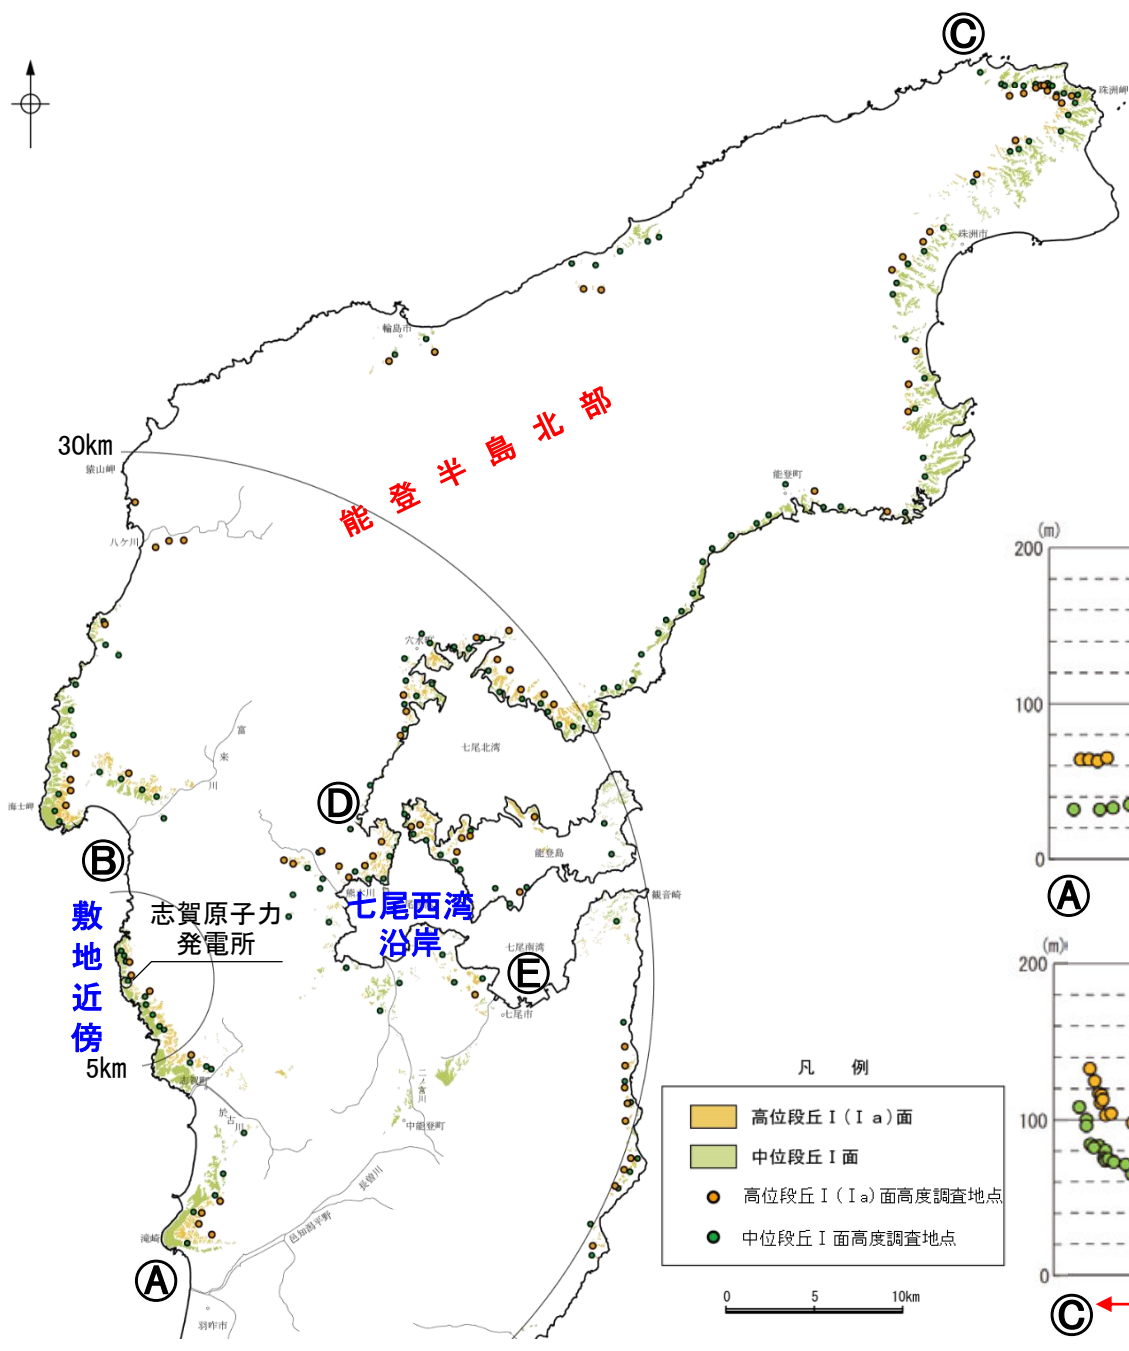 Ⓒ
珠洲岬
珠洲市
輪島市
能登半島北部
30km
猿山岬
能登町
八ケ川
(m)
200
穴水町
富来川
七尾北湾
100
海士岬
Ⓓ
Ⓑ
能登島
0
熊木川
観音崎
Ⓐ
敷地近傍
志賀原子力
発電所
七尾西湾
沿岸
七尾南湾
(m)
200
Ⓔ
七尾市
5km
志賀町
二ノ宮川
於古川
中能登町
凡例
高位段丘Ⅰ(Ⅰa)面
中位段丘Ⅰ面
高位段丘Ⅰ(Ⅰa)面高度調査地点
中位段丘Ⅰ面高度調査地点
100
長曽川
邑知潟平野
滝崎
Ⓐ
0
0 5 10km
羽咋市
Ⓒ